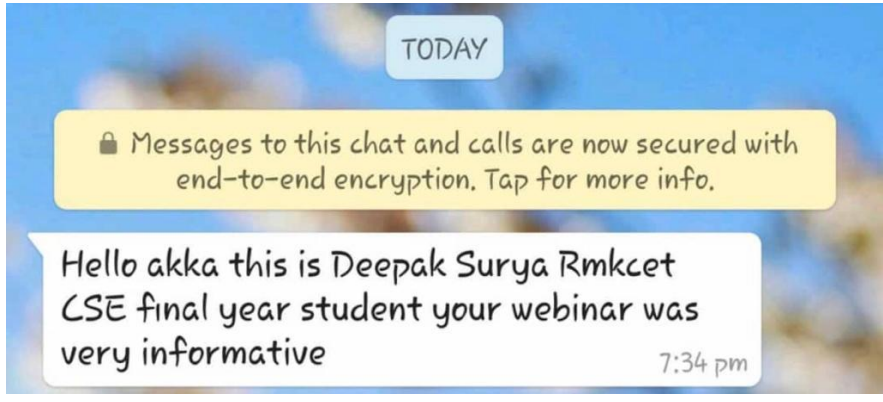 TODAY
Messages to this chat and calls are now secured with
end-to-end encryption. Tap for more info.
Hello akka this is Deepak Surya Rmkcet
CSE final year student your webinar was
very informative
7:34 pm